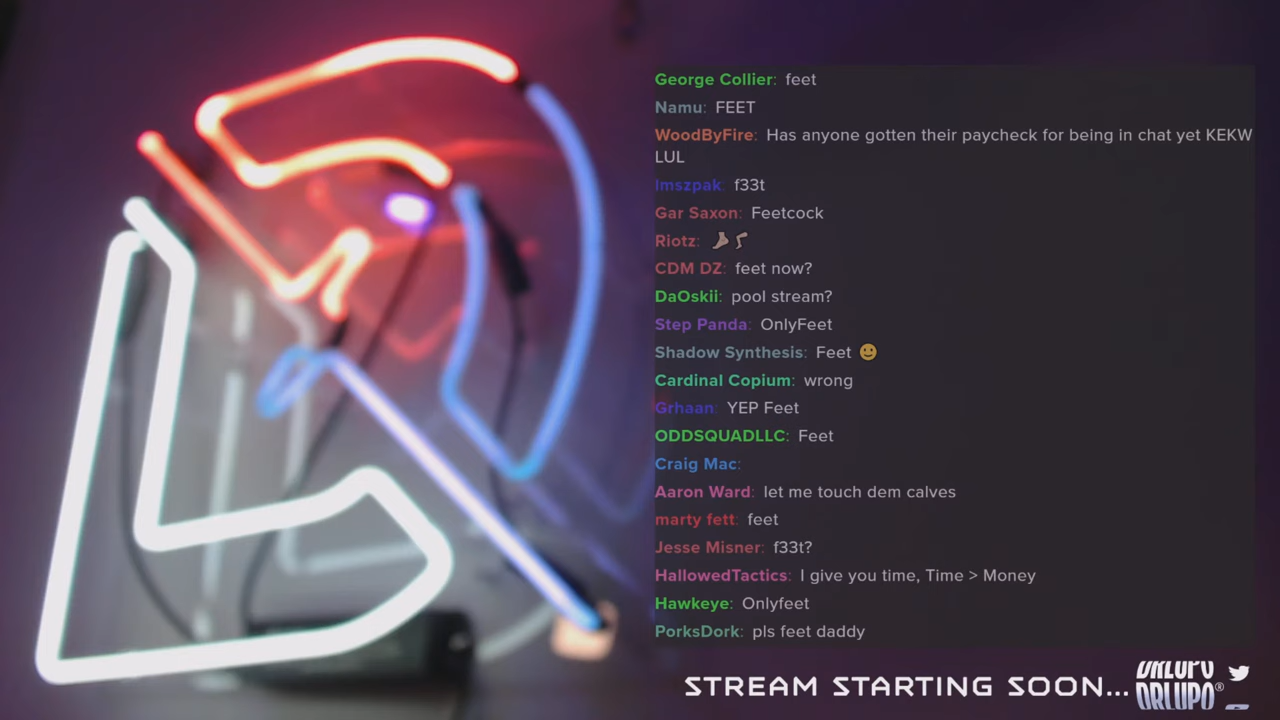 George Collier: feet
Namu: FEET
WoodByFire: Has anyone gotten their paycheck for being in chat yet KEKW
LUL
Imszpak: f33t
Gar Saxon: Feetcock
Riotz: 🦶🏽🦵🏽
CDM DZ: feet now?
DaOskii: pool stream?
Step Panda: OnlyFeet
Shadow Synthesis: Feet 🙂
Cardinal Copium: wrong
Grhaan: YEP Feet
ODDSQUADLLC: Feet
Craig Mac:
Aaron Ward: let me touch dem calves
marty fett: feet
Jesse Misner: f33t?
HallowedTactics: I give you time, Time > Money
Hawkeye: Onlyfeet
PorksDork: pls feet daddy
STREAM STARTING SOON...
DRLUPO
DRLUPO®